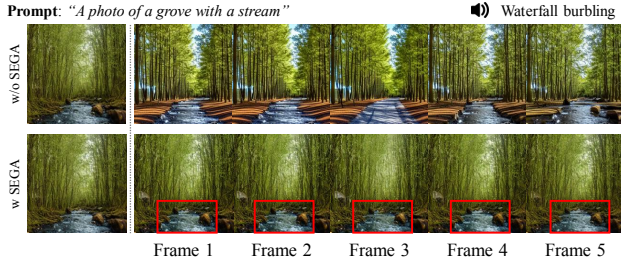 Prompt: “A photo of a grove with a stream” Waterfall burbling
w/o SEGA
w SEGA
Frame 1 Frame 2 Frame 3 Frame 4 Frame 5